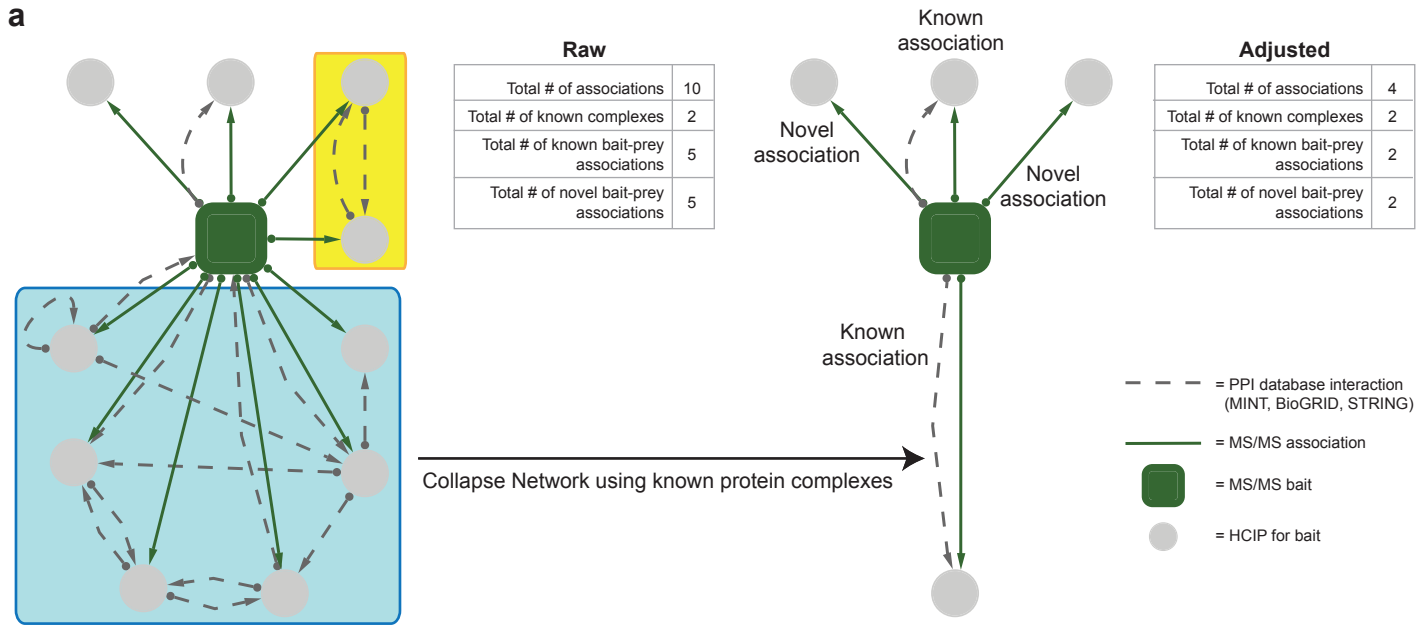 a
Raw
Total # of associations 10
Total # of known complexes 2
Total # of known bait-prey
associations 5
Total # of novel bait-prey
associations 5
Known
association
Novel
association
Novel
association
Known
association
Adjusted
Total # of associations 4
Total # of known complexes 2
Total # of known bait-prey
associations 2
Total # of novel bait-prey
associations 2
Collapse Network using known protein complexes
= PPI database interaction
(MINT, BioGRID, STRING)
= MS/MS association
= MS/MS bait
= HCIP for bait